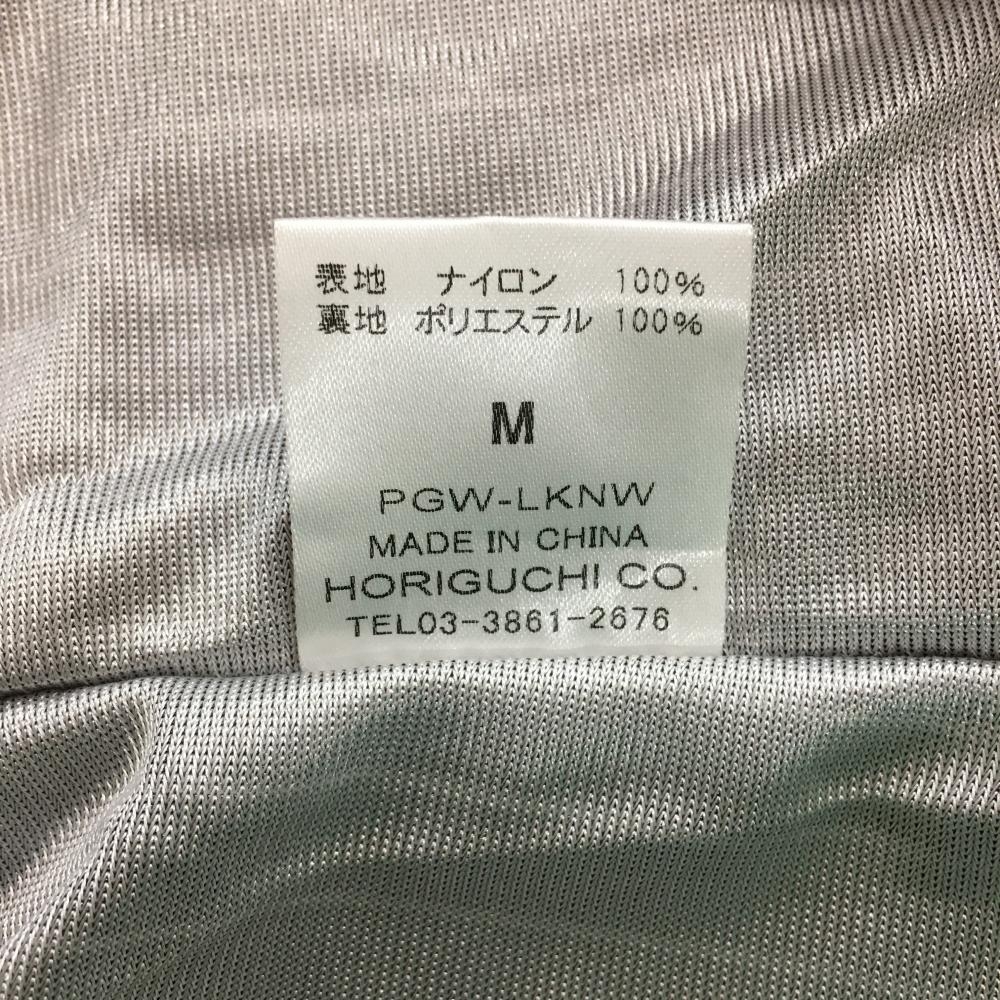 表地 ナイロン 100%
裏地 ポリエステル 100%
M
PGW-LKNW
MADE IN CHINA
HORIGUCHI CO.
TEL03-3861-2676